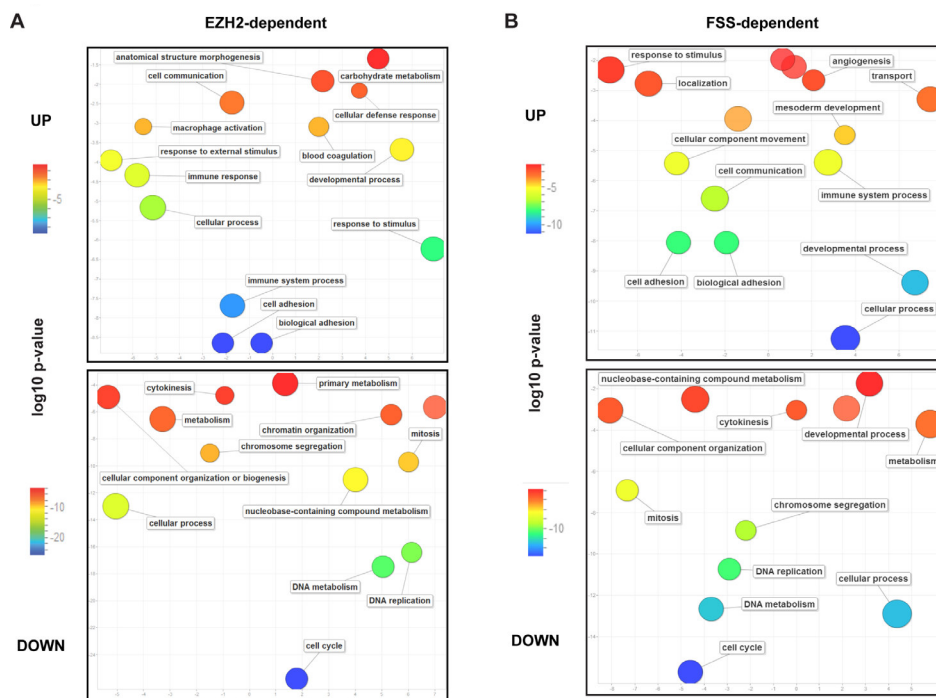 A
EZH2-dependent
B
FSS-dependent
UP
log10 p-value
-5
DOWN
-10
-20
anatomical structure morphogenesis
cell communication
carbohydrate metabolism
cellular defense response
macrophage activation
blood coagulation
response to external stimulus
immune response
developmental process
cellular process
response to stimulus
immune system process
cell adhesion
biological adhesion
cytokinesis
primary metabolism
metabolism
chromatin organization
mitosis
chromosome segregation
cellular component organization or biogenesis
nucleobase-containing compound metabolism
cellular process
DNA metabolism
DNA replication
cell cycle
UP
log10 p-value
-5
-10
DOWN
-10
response to stimulus
angiogenesis
transport
localization
mesoderm development
cellular component movement
cell communication
immune system process
developmental process
cell adhesion
biological adhesion
cellular process
nucleobase-containing compound metabolism
cytokinesis
developmental process
cellular component organization
metabolism
mitosis
chromosome segregation
DNA replication
cellular process
DNA metabolism
cell cycle